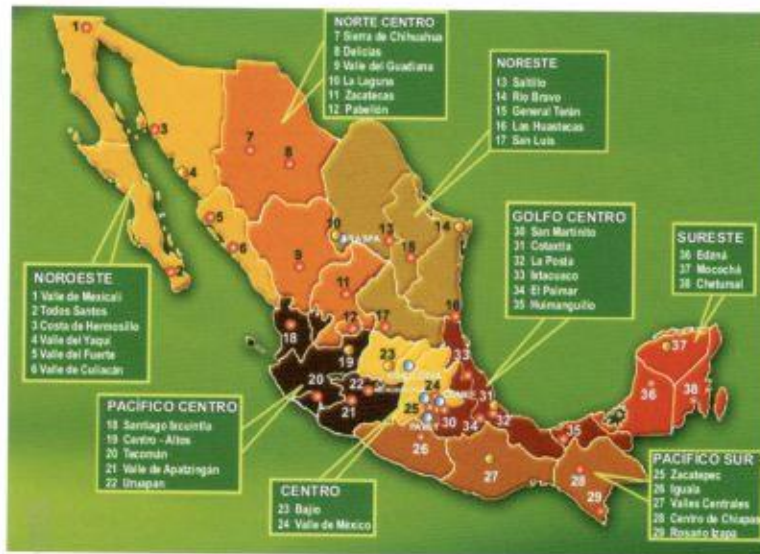 NORTE CENTRO
7 Sierra de Chihuahua
8 Delicias
9 Valle del Guadiana
10 La Laguna
11 Zacatecas
12 Pabellón
NORESTE
13 Saltillo
14 Río Bravo
15 General Terán
16 Las Huastecas
17 San Luis
GOLFO CENTRO
30 San Martinito
31 Cotaxtla
32 La Posta
33 Ixtacuaco
34 El Palmar
35 Huimanguillo
SURESTE
36 Edzná
37 Mocochá
38 Chetumal
NOROESTE
1 Valle de Mexicali
2 Todos Santos
3 Costa de Hermosillo
4 Valle del Yaqui
5 Valle del Fuerte
6 Valle de Culiacán
PACÍFICO CENTRO
18 Santiago Ixcuintla
19 Centro - Altos
20 Tecomán
21 Valle de Apatzingán
22 Uruapan
CENTRO
23 Bajío
24 Valle de México
PACÍFICO SUR
25 Zacatepec
26 Iguala
27 Valles Centrales
28 Centro de Chiapas
29 Rosario Izapa
1
3
4
5
6
7
8
9
10
11
12
13
14
15
16
17
18
19
20
21
22
23
24
25
26
27
28
29
30
31
32
33
34
35
36
37
38